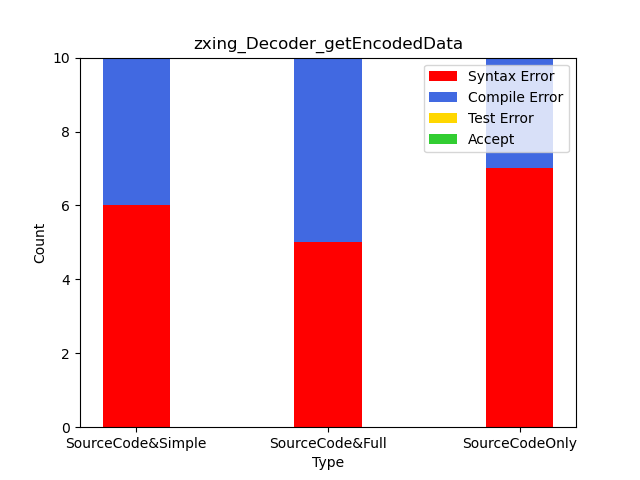 zxing_Decoder_getEncodedData
10
8
6
4
2
0
Count
Syntax Error
Compile Error
Test Error
Accept
SourceCode&Simple
SourceCode&Full
SourceCodeOnly
Type